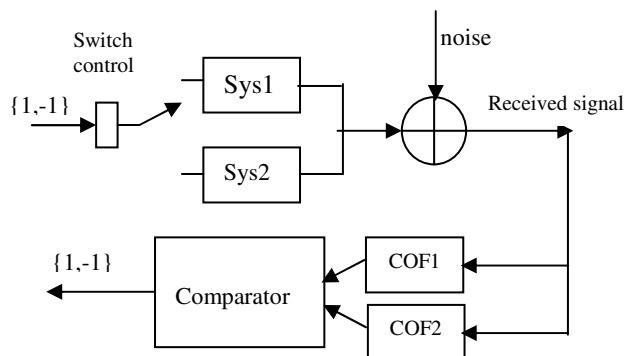 Switch
control
noise
{1,-1}
Sys1
Received signal
Sys2
{1,-1}
COF1
Comparator
COF2